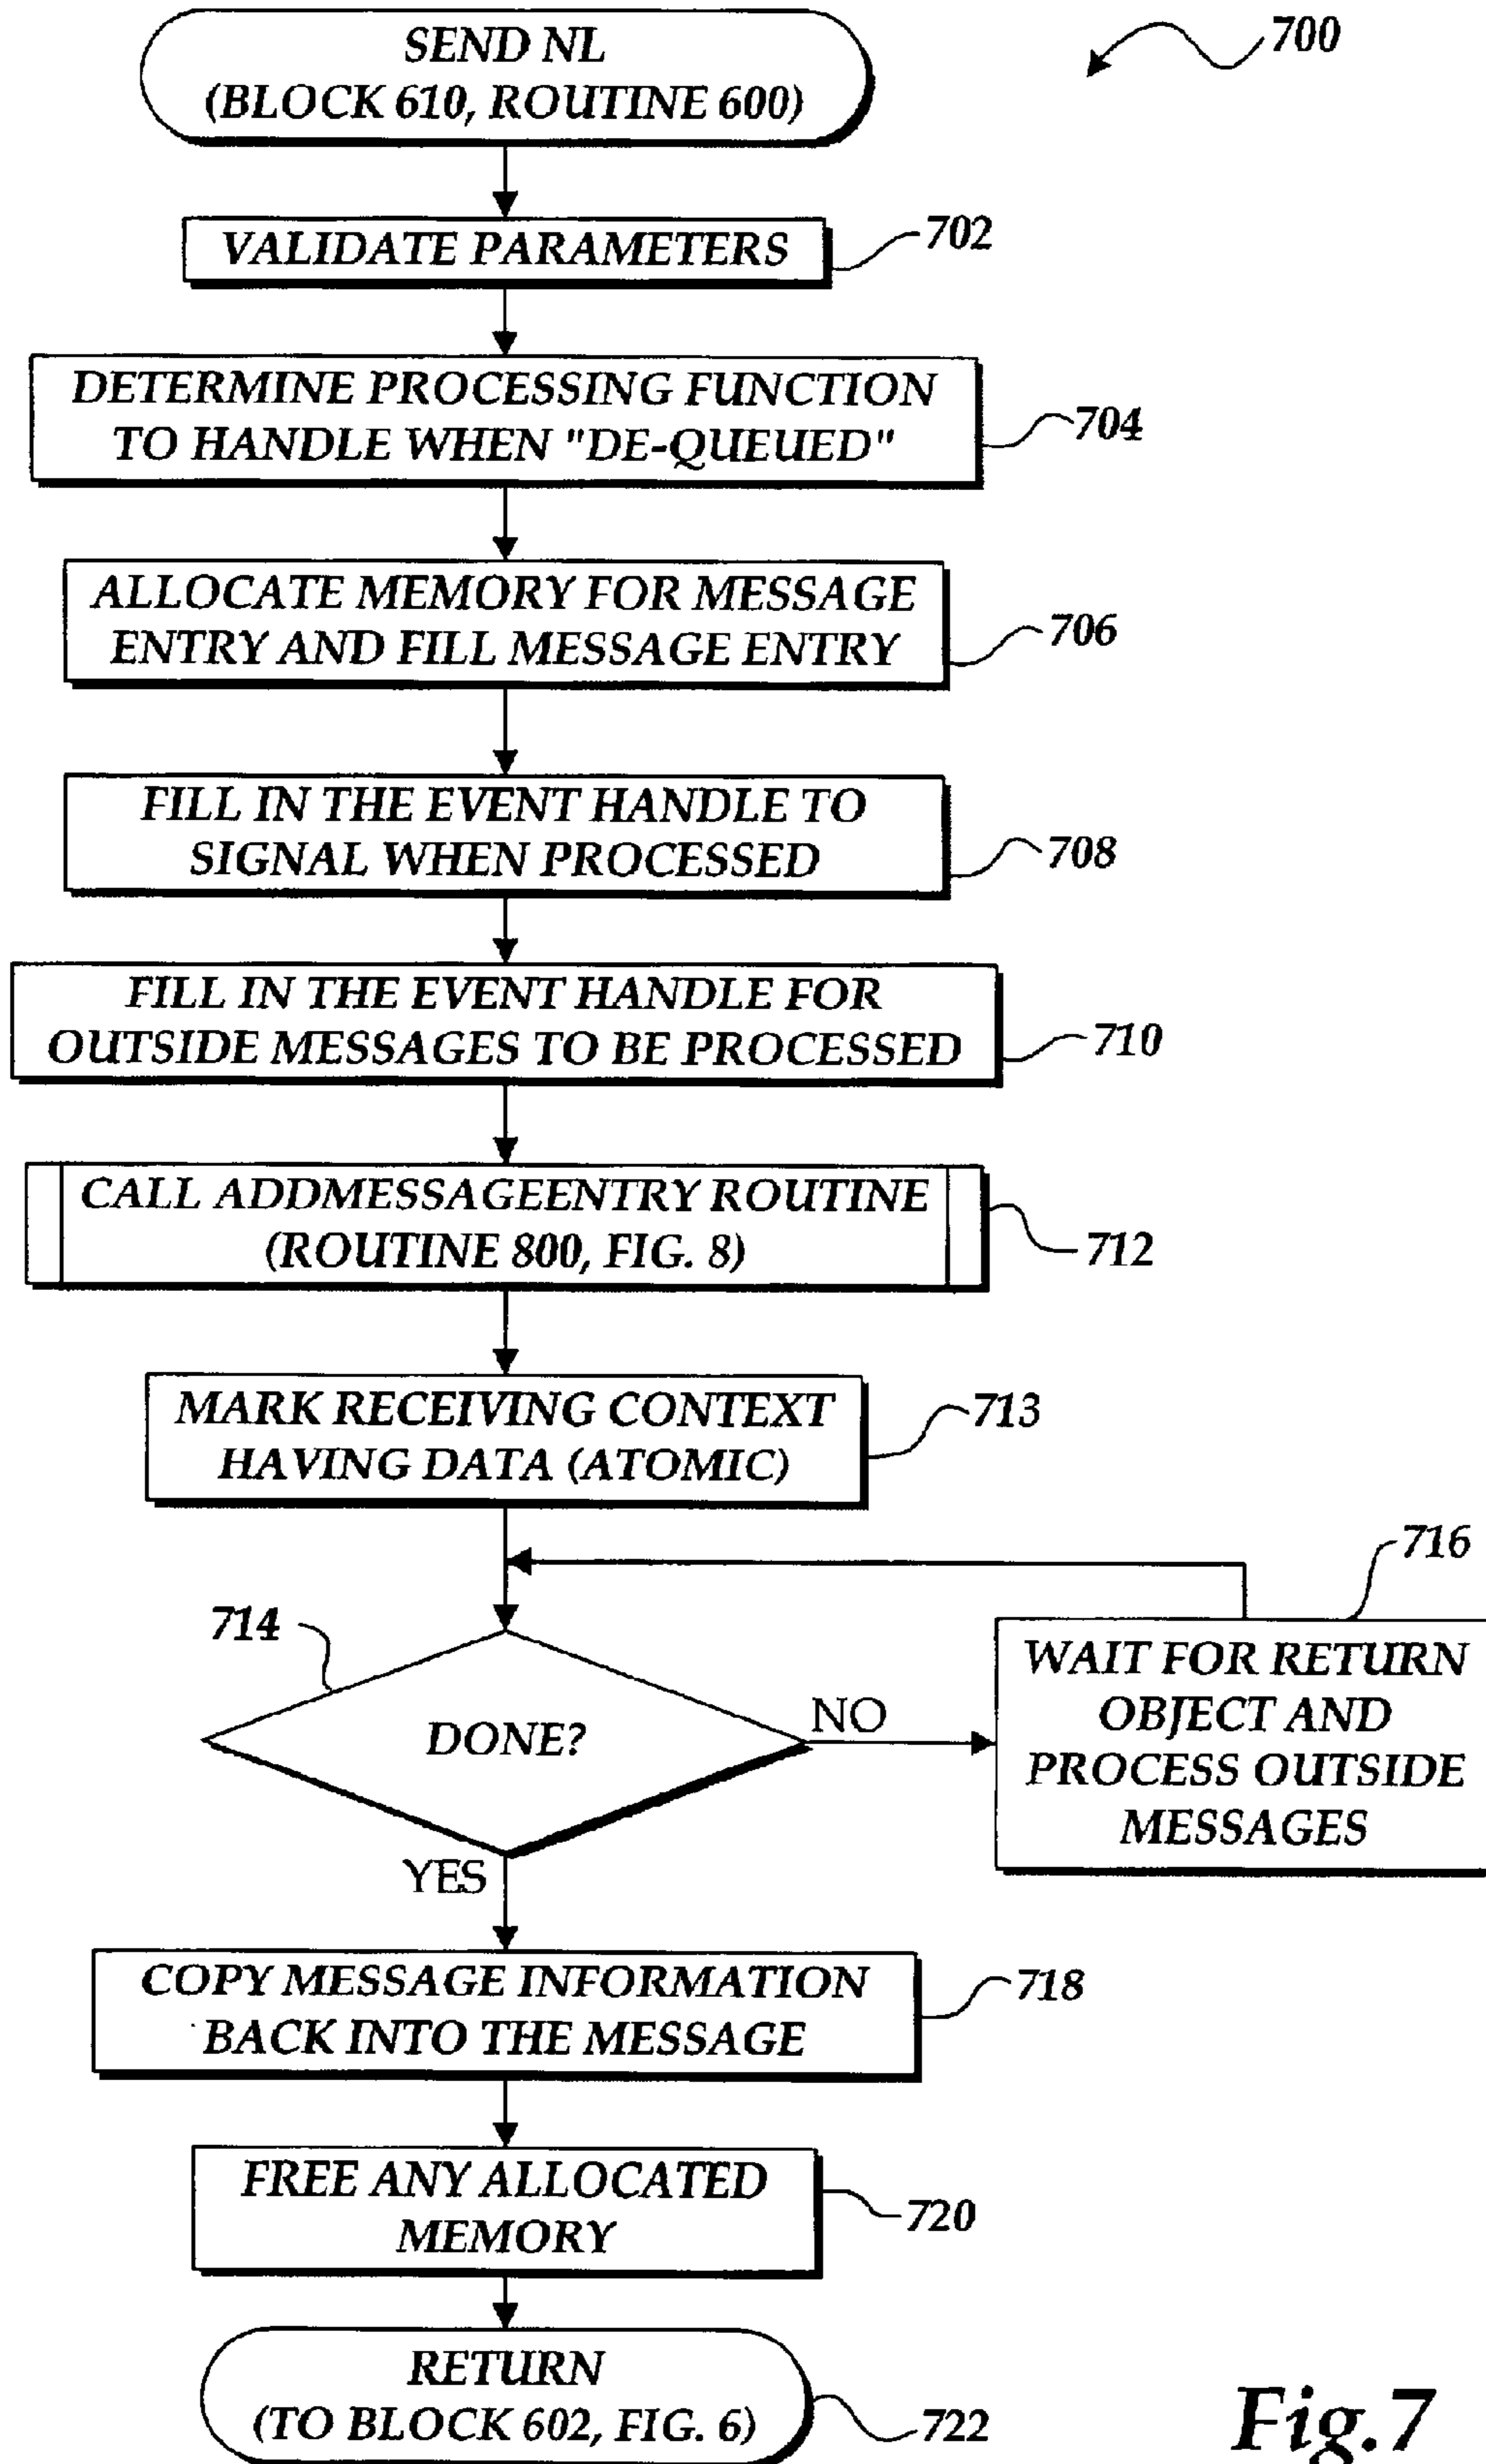 SEND NL
(BLOCK 610, ROUTINE 600)
700
VALIDATE PARAMETERS
702
DETERMINE PROCESSING FUNCTION
TO HANDLE WHEN "DE-QUEUED"
704
ALLOCATE MEMORY FOR MESSAGE
ENTRY AND FILL MESSAGE ENTRY
706
FILL IN THE EVENT HANDLE TO
SIGNAL WHEN PROCESSED
708
FILL IN THE EVENT HANDLE FOR
OUTSIDE MESSAGES TO BE PROCESSED
710
CALL ADDMESSAGEENTRY ROUTINE
(ROUTINE 800, FIG. 8)
712
MARK RECEIVING CONTEXT
HAVING DATA (ATOMIC)
713
714
DONE?
NO
716
WAIT FOR RETURN
OBJECT AND
PROCESS OUTSIDE
MESSAGES
YES
COPY MESSAGE INFORMATION
BACK INTO THE MESSAGE
718
FREE ANY ALLOCATED
MEMORY
720
RETURN
(TO BLOCK 602, FIG. 6)
722
Fig.7